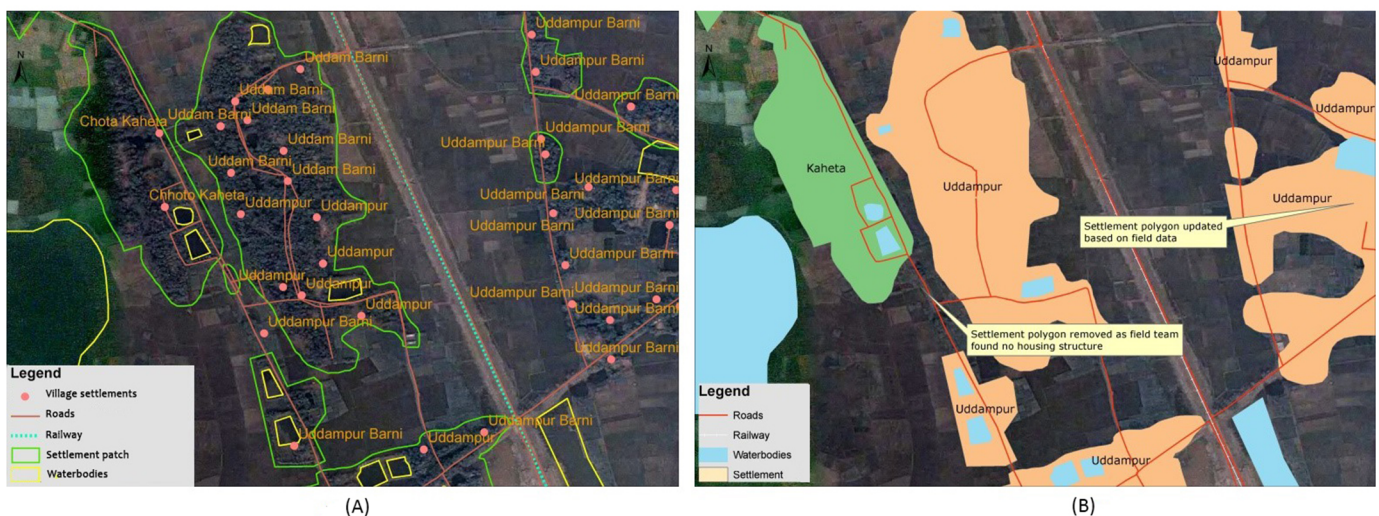 Uddampur Barni
Uddam Barni
Uddampur Barni
N
Uddam Barni
Uddampur Barni
Chota Kaheta
Uddam Barni
Uddam Barni
Uddampur Barni
Uddam Barni
Uddampur Barni
Uddam Barni
Uddam Barni
Uddampur Barni
Chhoto Kaheta
Uddampur
Uddampur
Uddampur Barni
Uddampur Barni
Uddampur Barni
Uddampur
Uddampur Barni
Uddampur
Uddampur
Uddampur Barni
Uddampur Barni
Uddampur
Uddampur Barni
Uddampur Barni
Uddampur Barni
Uddampur Barni
Uddampur Barni
Uddampur
Legend
Village settlements
Roads
Railway
Settlement patch
Waterbodies
(A)
N
Uddampur
Uddampur
Kaheta
Uddampur
Uddampur
Settlement polygon updated
based on field data
Settlement polygon removed as field team
found no housing structure
Uddampur
Uddampur
Legend
Roads
Railway
Waterbodies
Settlement
(B)